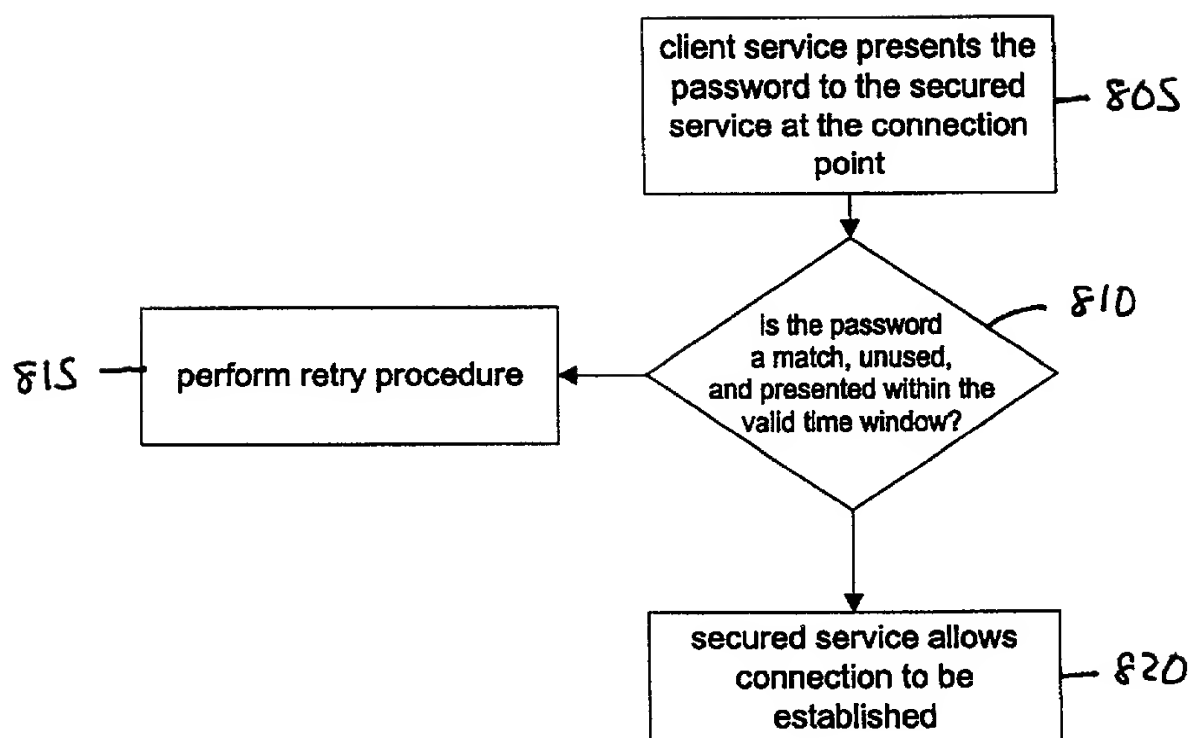 client service presents the
password to the secured
service at the connection
point
805
810
Is the password
a match, unused,
and presented within the
valid time window?
815
perform retry procedure
secured service allows
connection to be
established
820